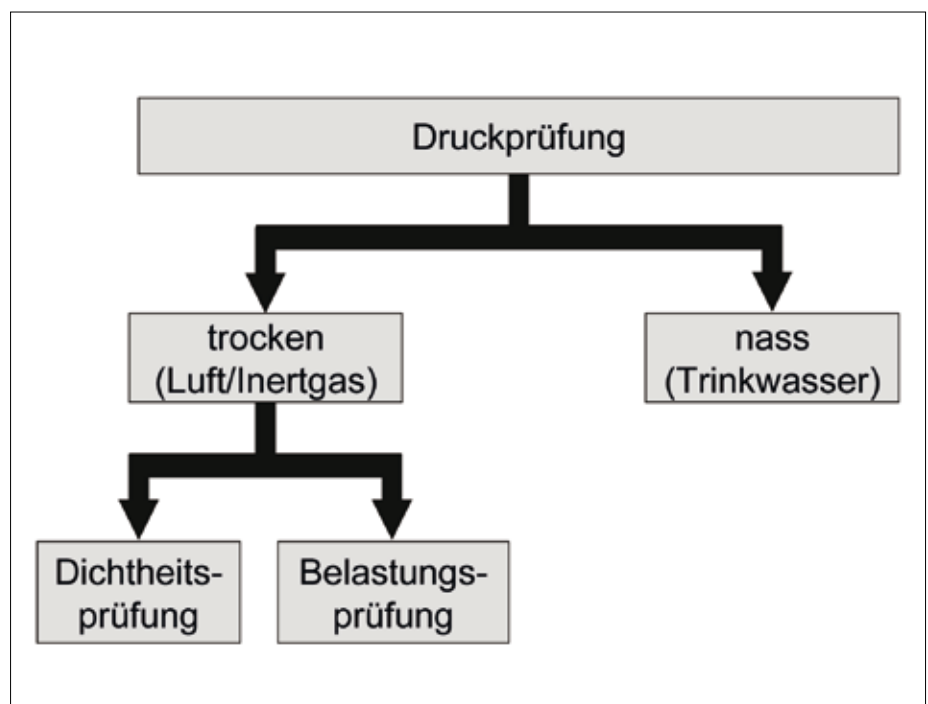 Druckprüfung
trocken
(Luft/Inertgas)
nass
(Trinkwasser)
Dichtheits-
prüfung
Belastungs-
prüfung